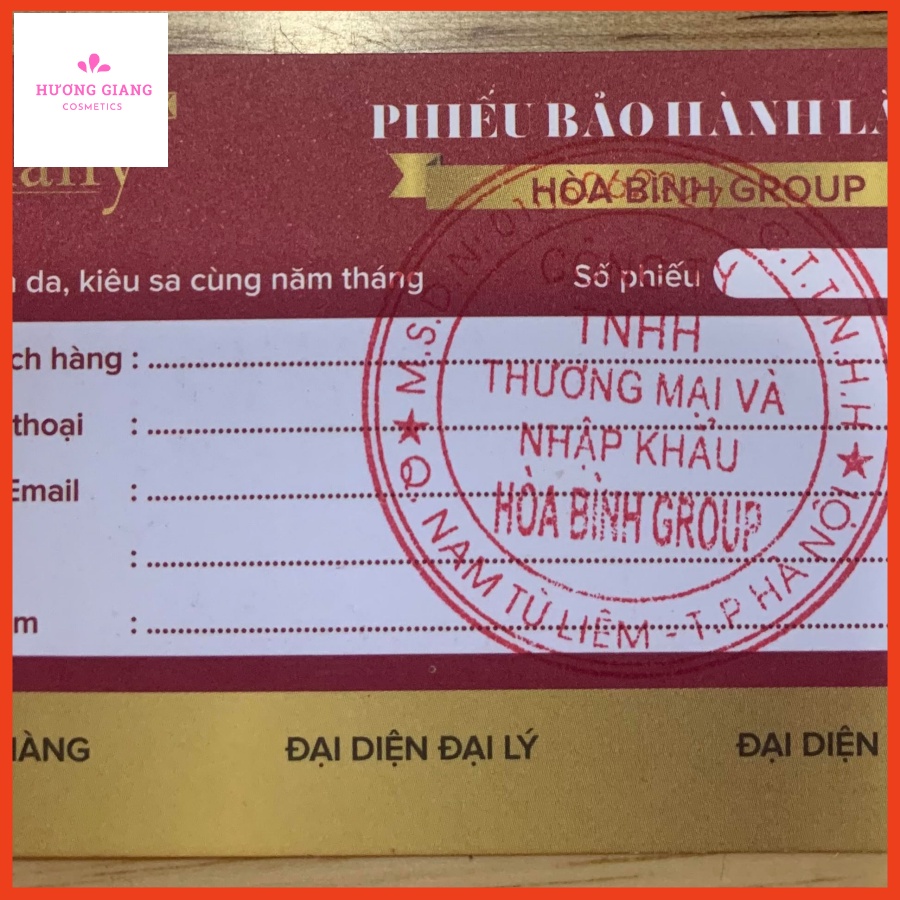 HƯƠNG GIANG
COSMETICS
PHIẾU BẢO HÀNH
HÒA BÌNH GROUP
da, kiêu sa cùng năm tháng
Số phiếu
ch hàng :
thoại :
Email :
:
m :
M.S.D.N:
C.T.T.N.H.H
CÔNG TY
TNHH
THƯƠNG MẠI VÀ
NHẬP KHẨU
HÒA BÌNH GROUP
Q. NAM TỪ LIÊM - T.P HÀ NỘI
HÀNG
ĐẠI DIỆN ĐẠI LÝ
ĐẠI DIỆN